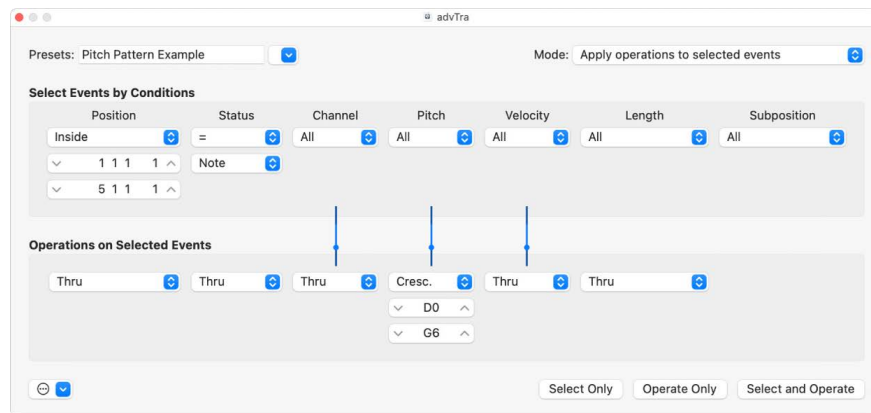 advTra
Presets: Pitch Pattern Example Mode: Apply operations to selected events
Select Events by Conditions
Position Status Channel Pitch Velocity Length Subposition
Inside = All All All All All
1 1 1 1 Note
5 1 1 1
Operations on Selected Events
Thru Thru Thru Cresc. Thru Thru
D0
G6
Select Only Operate Only Select and Operate